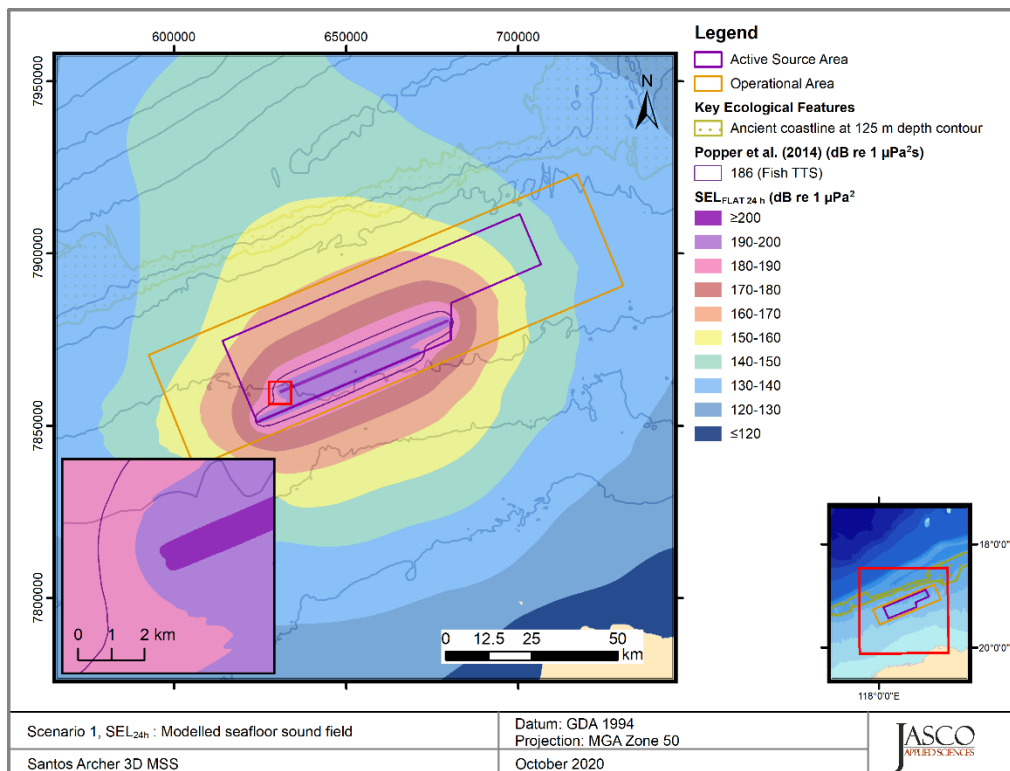 600000 650000 700000
7950000
7900000
7850000
7800000
N
0 1 2 km
0 12.5 25 50
km
Legend
Active Source Area
Operational Area
Key Ecological Features
Ancient coastline at 125 m depth contour
Popper et al. (2014) (dB re 1 µPa²s)
186 (Fish TTS)
SELFLAT 24 h (dB re 1 µPa²
≥200
190-200
180-190
170-180
160-170
150-160
140-150
130-140
120-130
≤120
18°0'0"
20°0'0"
118°0'0"E
Scenario 1, SEL24h : Modelled seafloor sound field
Santos Archer 3D MSS
Datum: GDA 1994
Projection: MGA Zone 50
October 2020
JASCO
APPLIED SCIENCES